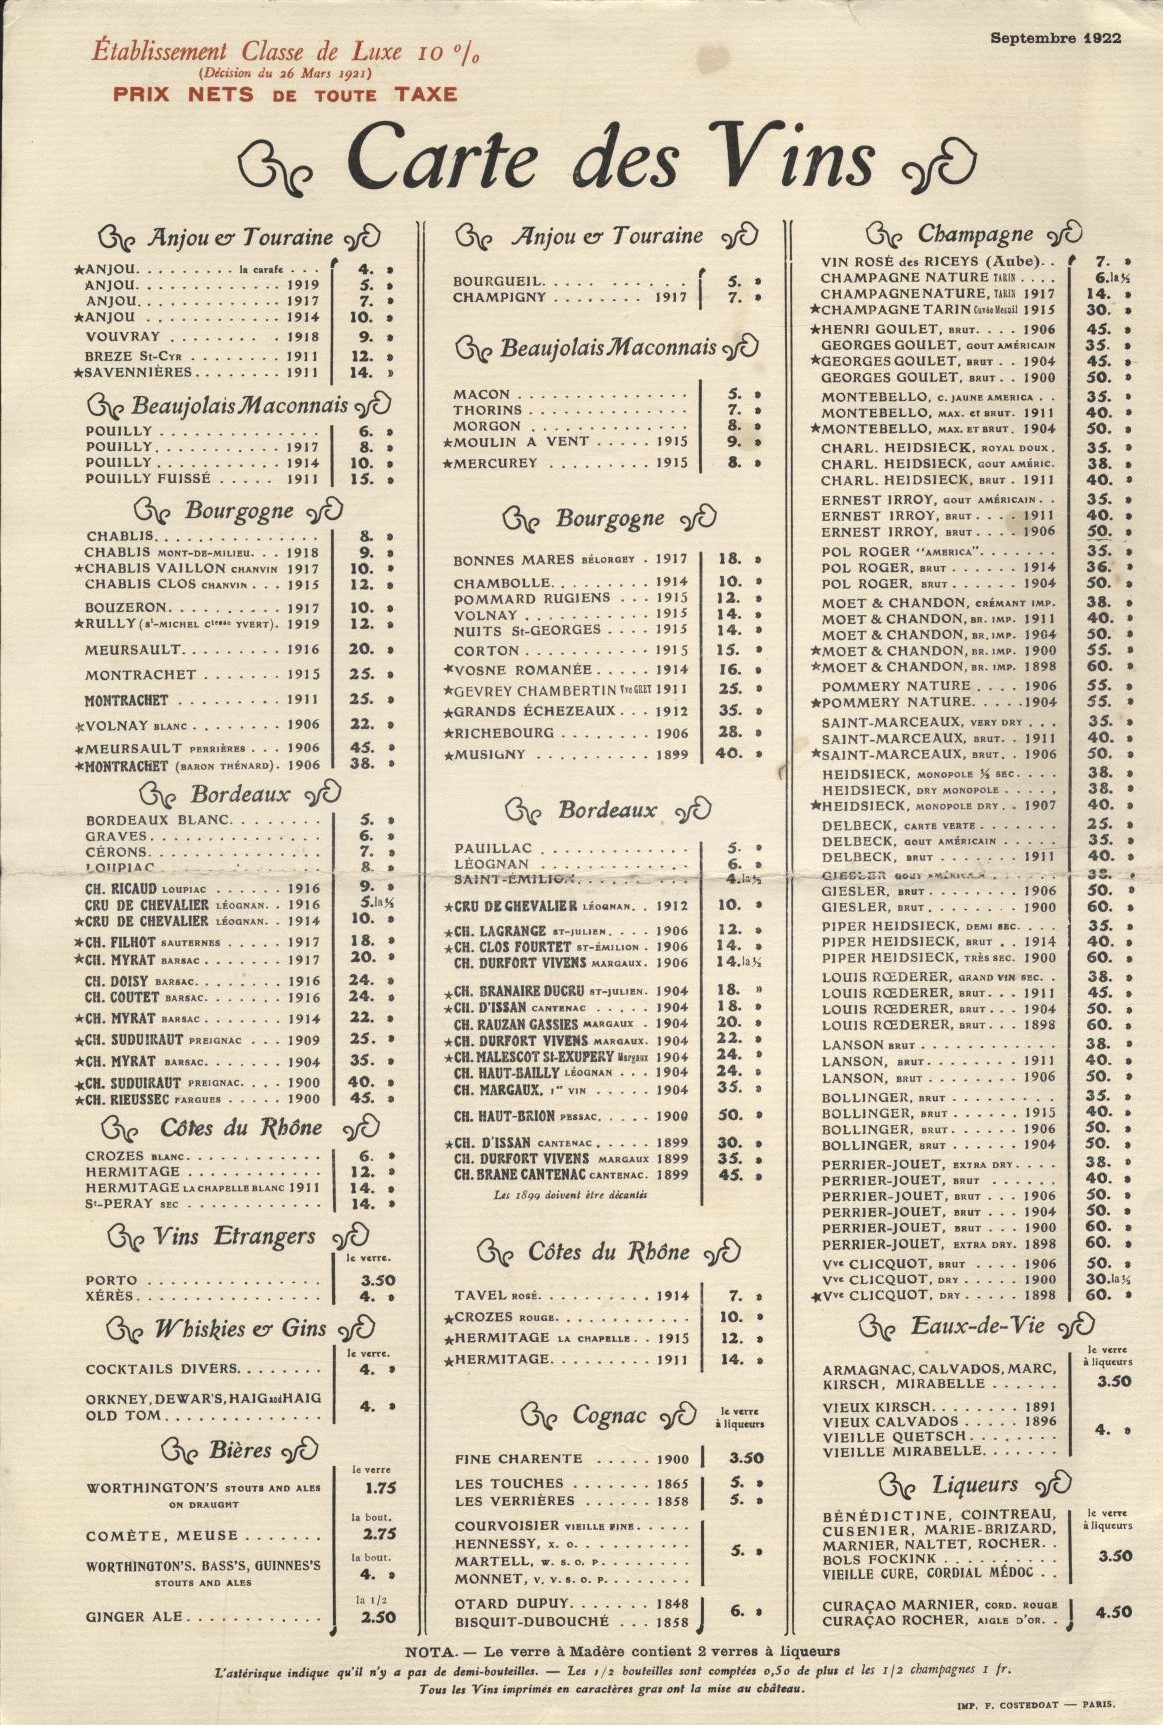 Établissement Classe de Luxe 10 %
(Décision du 26 Mars 1921)
PRIX NETS DE TOUTE TAXE
Septembre 1922
Carte des Vins
Anjou & Touraine
★ANJOU. . . . . . . . . la carafe . . . 4. »
ANJOU. . . . . . . . . . . . . 1919 5. »
ANJOU. . . . . . . . . . . . . 1917 7. »
★ANJOU . . . . . . . . . . . . 1914 10. »
VOUVRAY . . . . . . . . . 1918 9. »
BREZE St-CYR . . . . . . . . 1911 12. »
★SAVENNIÈRES. . . . . . . . 1911 14. »
Beaujolais Maconnais
POUILLY . . . . . . . . . . . . . . 6. »
POUILLY. . . . . . . . . . . . 1917 8. »
POUILLY. . . . . . . . . . . . 1914 10. »
POUILLY FUISSÉ . . . . . 1911 15. »
Bourgogne
CHABLIS. . . . . . . . . . . . . . 8. »
CHABLIS MONT-DE-MILIEU. . . 1918 9. »
★CHABLIS VAILLON CHANVIN 1917 10. »
CHABLIS CLOS CHANVIN . . . 1915 12. »
BOUZERON. . . . . . . . . . 1917 10. »
★RULLY (St-MICHEL Ctesse YVERT). 1919 12. »
MEURSAULT. . . . . . . . . 1916 20. »
MONTRACHET . . . . . . . 1915 25. »
MONTRACHET . . . . . . . . . 1911 25. »
★VOLNAY BLANC . . . . . . . 1906 22. »
★MEURSAULT PERRIÈRES . . . 1906 45. »
★MONTRACHET (BARON THÉNARD). 1906 38. »
Bordeaux
BORDEAUX BLANC. . . . . . . . 5. »
GRAVES. . . . . . . . . . . . . . 6. »
CÉRONS. . . . . . . . . . . . . . 7. »
LOUPIAC . . . . . . . . . . . . . 8. »
CH. RICAUD LOUPIAC . . . . . . 1916 9. »
CRU DE CHEVALIER LÉOGNAN. . 1916 5.la½
★CRU DE CHEVALIER LÉOGNAN. . 1914 10. »
★CH. FILHOT SAUTERNES . . . . . 1917 18. »
★CH. MYRAT BARSAC. . . . . . . 1917 20. »
CH. DOISY BARSAC. . . . . . . 1916 24. »
CH. COUTET BARSAC. . . . . . . 1916 24. »
★CH. MYRAT BARSAC . . . . . . . 1914 22. »
★CH. SUDUIRAUT PREIGNAC . . . 1909 25. »
★CH. MYRAT BARSAC. . . . . . . 1904 35. »
★CH. SUDUIRAUT PREIGNAC. . . . 1900 40. »
★CH. RIEUSSEC FARGUES . . . . 1900 45. »
Côtes du Rhône
CROZES BLANC. . . . . . . . . . . 6. »
HERMITAGE . . . . . . . . . . . 12. »
HERMITAGE LA CHAPELLE BLANC 1911 14. »
St-PERAY SEC . . . . . . . . . . . 14. »
Vins Etrangers
le verre.
PORTO . . . . . . . . . . . . . . 3.50
XÉRÈS. . . . . . . . . . . . . . . 4. »
Whiskies & Gins
le verre.
COCKTAILS DIVERS. . . . . . . 4. »
ORKNEY, DEWAR'S, HAIG and HAIG
OLD TOM. . . . . . . . . . . . . 4. »
Bières
le verre
WORTHINGTON'S STOUTS AND ALES 1.75
ON DRAUGHT
la bout.
COMÈTE, MEUSE . . . . . . . 2.75
la bout.
WORTHINGTON'S. BASS'S, GUINNES'S 4. »
STOUTS AND ALES
la 1/2
GINGER ALE. . . . . . . . . . . . 2.50
Anjou & Touraine
BOURGUEIL. . . . . . . . . . . 5. »
CHAMPIGNY . . . . . . . . 1917 7. »
Beaujolais Maconnais
MACON . . . . . . . . . . . . . . 5. »
THORINS . . . . . . . . . . . . . 7. »
MORGON . . . . . . . . . . . . . 8. »
★MOULIN A VENT . . . . . 1915 9. »
★MERCUREY . . . . . . . . . 1915 8. »
Bourgogne
BONNES MARES BÉLORGEY . 1917 18. »
CHAMBOLLE. . . . . . . . . 1914 10. »
POMMARD RUGIENS . . . 1915 12. »
VOLNAY . . . . . . . . . . . 1915 14. »
NUITS St-GEORGES . . . . 1915 14. »
CORTON . . . . . . . . . . . 1915 15. »
★VOSNE ROMANÉE . . . . . 1914 16. »
★GEVREY CHAMBERTIN Vve GREY 1911 25. »
★GRANDS ÉCHEZEAUX . . . 1912 35. »
★RICHEBOURG . . . . . . . . 1906 28. »
★MUSIGNY . . . . . . . . . . 1899 40. »
Bordeaux
PAUILLAC . . . . . . . . . . . . . 5. »
LÉOGNAN . . . . . . . . . . . . . 6. »
SAINT-ÉMILION. . . . . . . . . . . 4.la½
★CRU DE CHEVALIER LÉOGNAN. . 1912 10. »
★CH. LAGRANGE ST-JULIEN. . . . . 1906 12. »
★CH. CLOS FOURTET ST-ÉMILION . 1906 14. »
CH. DURFORT VIVENS MARGAUX. 1906 14.la½
★CH. BRANAIRE DUCRU ST-JULIEN. 1904 18. »
★CH. D'ISSAN CANTENAC . . . . . 1904 18. »
CH. RAUZAN GASSIES MARGAUX . 1904 20. »
★CH. DURFORT VIVENS MARGAUX. 1904 22. »
★CH. MALESCOT St-EXUPERY Margaux 1904 24. »
CH. HAUT-BAILLY LÉOGNAN . . . 1904 24. »
CH. MARGAUX, 1er VIN . . . . . 1904 35. »
CH. HAUT-BRION PESSAC. . . . . 1900 50. »
★CH. D'ISSAN CANTENAC . . . . . 1899 30. »
CH. DURFORT VIVENS MARGAUX 1899 35. »
CH. BRANE CANTENAC CANTENAC. 1899 45. »
Les 1899 doivent être décantés
Côtes du Rhône
TAVEL ROSÉ. . . . . . . . . . 1914 7. »
★CROZES ROUGE. . . . . . . . . . . 10. »
★HERMITAGE LA CHAPELLE . . 1915 12. »
★HERMITAGE. . . . . . . . . 1911 14. »
Cognac
le verre
à liqueurs
FINE CHARENTE . . . . . 1900 3.50
LES TOUCHES . . . . . . . 1865 5. »
LES VERRIÈRES . . . . . . 1858 5. »
COURVOISIER VIEILLE FINE. . . . .
HENNESSY, X. O. . . . . . . . . .
MARTELL, W. S. O. P. . . . . . . . 5. »
MONNET, V. V. S. O. P. . . . . . . .
OTARD DUPUY. . . . . . . 1848
BISQUIT-DUBOUCHÉ . . . 1858 6. »
Champagne
VIN ROSÉ des RICEYS (Aube). . 7. »
CHAMPAGNE NATURE TARIN . . . . 6.la½
CHAMPAGNE NATURE, TARIN 1917 14. »
★CHAMPAGNE TARIN Cuvée Mesnil 1915 30. »
★HENRI GOULET, BRUT. . . . 1906 45. »
GEORGES GOULET, GOUT AMÉRICAIN 35. »
★GEORGES GOULET, BRUT . . 1904 45. »
GEORGES GOULET, BRUT . . 1900 50. »
MONTEBELLO, C. JAUNE AMERICA . . 35. »
MONTEBELLO, MAX. et BRUT. 1911 40. »
★MONTEBELLO, MAX. ET BRUT. 1904 50. »
CHARL. HEIDSIECK, ROYAL DOUX. 35. »
CHARL. HEIDSIECK, GOUT AMÉRIC. 38. »
CHARL. HEIDSIECK, BRUT . 1911 40. »
ERNEST IRROY, GOUT AMÉRICAIN . . 35. »
ERNEST IRROY, BRUT . . . . 1911 40. »
ERNEST IRROY, BRUT . . . . 1906 50. »
POL ROGER "AMERICA". . . . . . . 35. »
POL ROGER, BRUT . . . . . . 1914 36. »
POL ROGER, BRUT . . . . . . 1904 50. »
MOET & CHANDON, CRÉMANT IMP. 38. »
MOET & CHANDON, BR. IMP. 1911 40. »
MOET & CHANDON, BR. IMP. 1904 50. »
★MOET & CHANDON, BR. IMP. 1900 55. »
★MOET & CHANDON, BR. IMP. 1898 60. »
POMMERY NATURE . . . . 1906 55. »
★POMMERY NATURE. . . . . 1904 55. »
SAINT-MARCEAUX, VERY DRY . . . 35. »
SAINT-MARCEAUX, BRUT. . 1911 40. »
★SAINT-MARCEAUX, BRUT. . 1906 50. »
HEIDSIECK, MONOPOLE ½ SEC. . . . 38. »
HEIDSIECK, DRY MONOPOLE . . . . , 38. »
★HEIDSIECK, MONOPOLE DRY. . 1907 40. »
DELBECK, CARTE VERTE . . . . . . . 25. »
DELBECK, GOUT AMÉRICAIN . . . . . 35. »
DELBECK, BRUT . . . . . . . 1911 40. »
GIESLER GOUT AMÉRICAIN . . . . . 38. »
GIESLER, BRUT. . . . . . . . 1906 50. »
GIESLER, BRUT. . . . . . . . 1900 60. »
PIPER HEIDSIECK, DEMI SEC. . . . 35. »
PIPER HEIDSIECK, BRUT . . 1914 40. »
PIPER HEIDSIECK, TRÈS SEC. 1900 60. »
LOUIS RŒDERER, GRAND VIN SEC. . 38. »
LOUIS RŒDERER, BRUT. . . 1911 45. »
LOUIS RŒDERER, BRUT. . . 1904 50. »
LOUIS RŒDERER, BRUT. . . 1898 60. »
LANSON BRUT . . . . . . . . . . . 38. »
LANSON, BRUT. . . . . . . . 1911 40. »
LANSON, BRUT . . . . . . . . 1906 50. »
BOLLINGER, BRUT . . . . . . . . . 35. »
BOLLINGER, BRUT . . . . . . 1915 40. »
BOLLINGER, BRUT . . . . . . 1906 50. »
BOLLINGER, BRUT . . . . . . 1904 50. »
PERRIER-JOUET, EXTRA DRY. . . . 38. »
PERRIER-JOUET, BRUT . . . . . . 40. »
PERRIER-JOUET, BRUT . . . 1906 50. »
PERRIER-JOUET, BRUT . . . 1904 50. »
PERRIER-JOUET, BRUT . . . 1900 60. »
PERRIER-JOUET, EXTRA DRY. 1898 60. »
Vve CLICQUOT, BRUT . . . . 1906 50. »
Vve CLICQUOT, DRY . . . . . 1900 30.la½
★Vve CLICQUOT, DRY . . . . . 1898 60. »
Eaux-de-Vie
le verre
à liqueurs
ARMAGNAC, CALVADOS, MARC,
KIRSCH, MIRABELLE . . . . . . 3.50
VIEUX KIRSCH. . . . . . . . 1891
VIEUX CALVADOS . . . . . 1896
VIEILLE QUETSCH. . . . . . . . . 4. »
VIEILLE MIRABELLE. . . . . . .
Liqueurs
le verre
à liqueurs
BÉNÉDICTINE, COINTREAU,
CUSENIER, MARIE-BRIZARD,
MARNIER, NALTET, ROCHER. .
BOLS FOCKINK . . . . . . . . . . 3.50
VIEILLE CURE, CORDIAL MÉDOC . .
CURAÇAO MARNIER, CORD. ROUGE
CURAÇAO ROCHER, AIGLE D'OR. . 4.50
NOTA. — Le verre à Madère contient 2 verres à liqueurs
L'astérisque indique qu'il n'y a pas de demi-bouteilles. — Les 1/2 bouteilles sont comptées 0,50 de plus et les 1/2 champagnes 1 fr.
Tous les Vins imprimés en caractères gras ont la mise au château.
IMP. F. COSTEDOAT — PARIS.